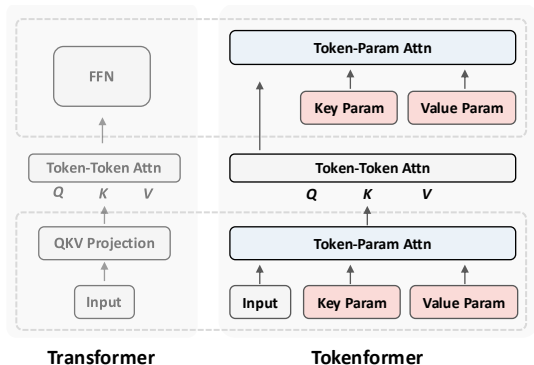 FFN
Token-Token Attn
Q K V
QKV Projection
Input
Transformer
Token-Param Attn
Key Param Value Param
Token-Token Attn
Q K V
Token-Param Attn
Input Key Param Value Param
Tokenformer